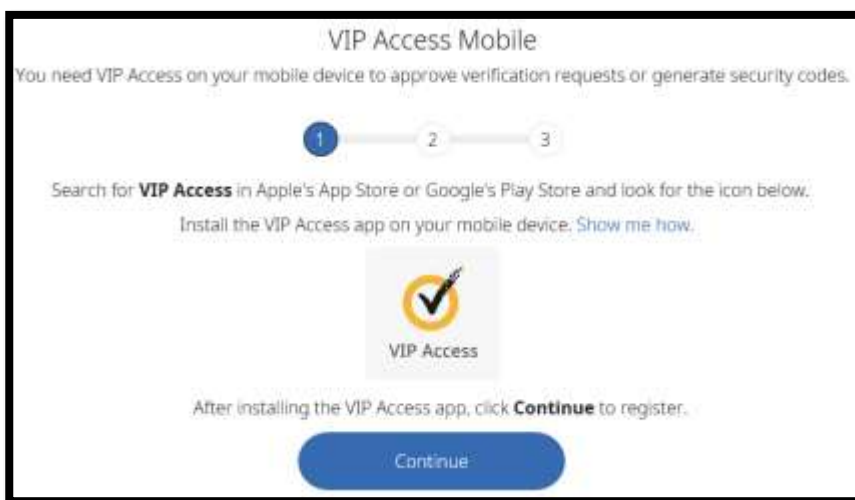 VIP Access Mobile
You need VIP Access on your mobile device to approve verification requests or generate security codes.
1 2 3
Search for VIP Access in Apple's App Store or Google's Play Store and look for the icon below.
Install the VIP Access app on your mobile device. Show me how.
VIP Access
After installing the VIP Access app, click Continue to register.
Continue